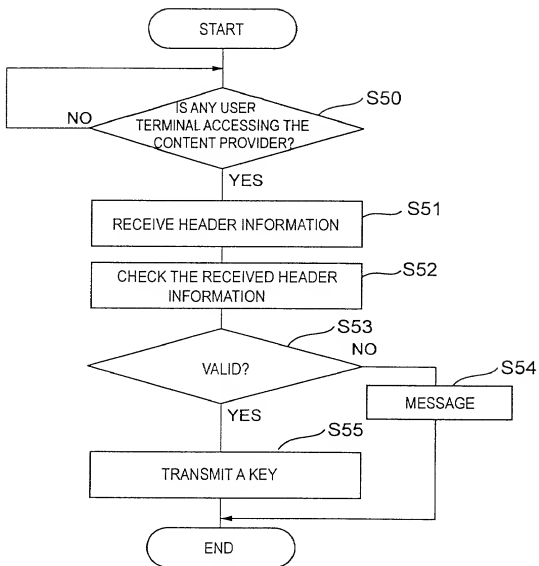 START
S50
IS ANY USER
TERMINAL ACCESSING THE
CONTENT PROVIDER?
NO
YES
S51
RECEIVE HEADER INFORMATION
S52
CHECK THE RECEIVED HEADER
INFORMATION
S53
NO
VALID?
S54
MESSAGE
YES
S55
TRANSMIT A KEY
END